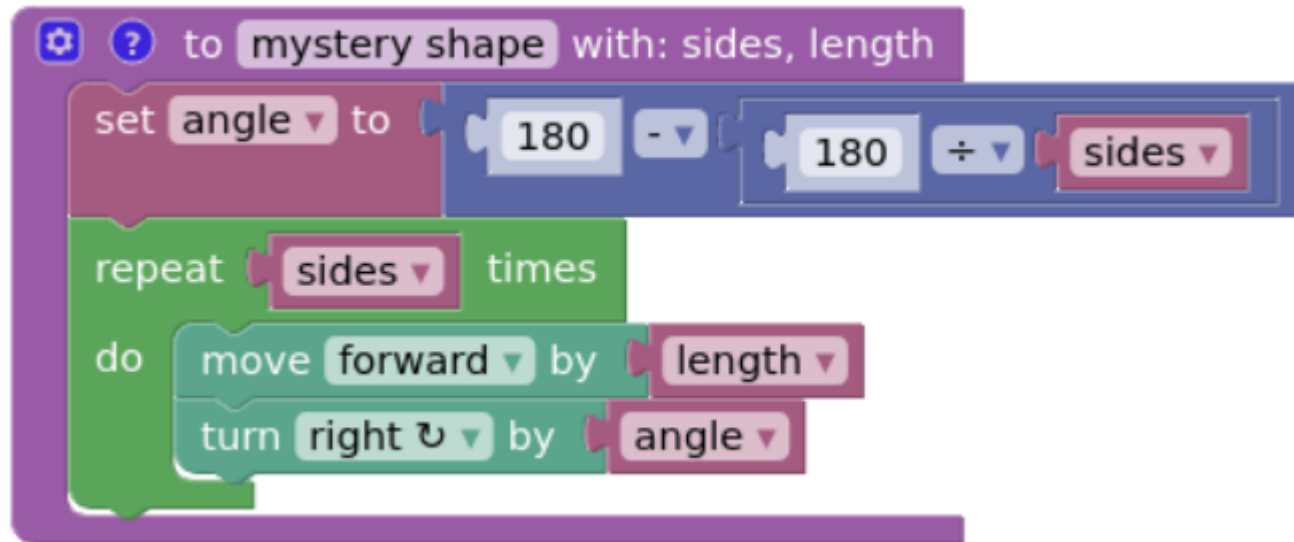 ? to mystery shape with: sides, length
set angle ▾ to 180 - ▾ 180 ÷ ▾ sides ▾
repeat sides ▾ times
do move forward ▾ by length ▾
turn right ↻ ▾ by angle ▾